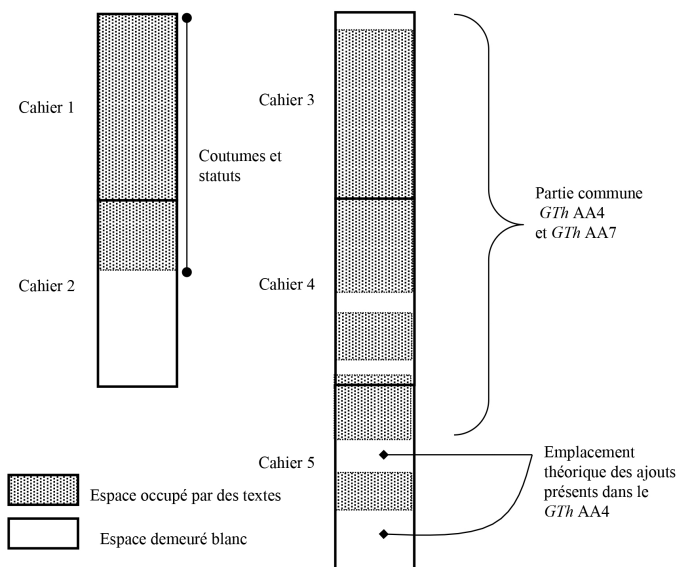 Cahier 1
Coutumes et
statuts
Cahier 2
Cahier 3
Partie commune
GTh AA4
et GTh AA7
Cahier 4
Cahier 5
Emplacement
théorique des ajouts
présents dans le
GTh AA4
Espace occupé par des textes
Espace demeuré blanc